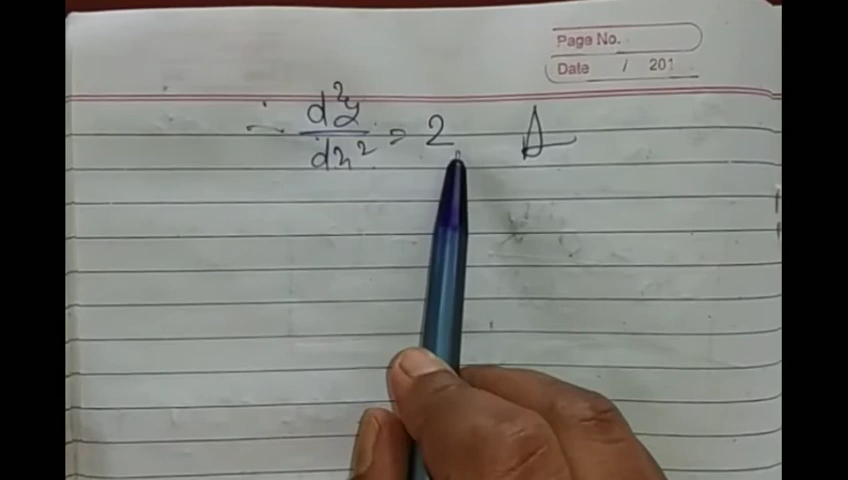 Page No.
Date / 201
∴ d²y/dx² = 2